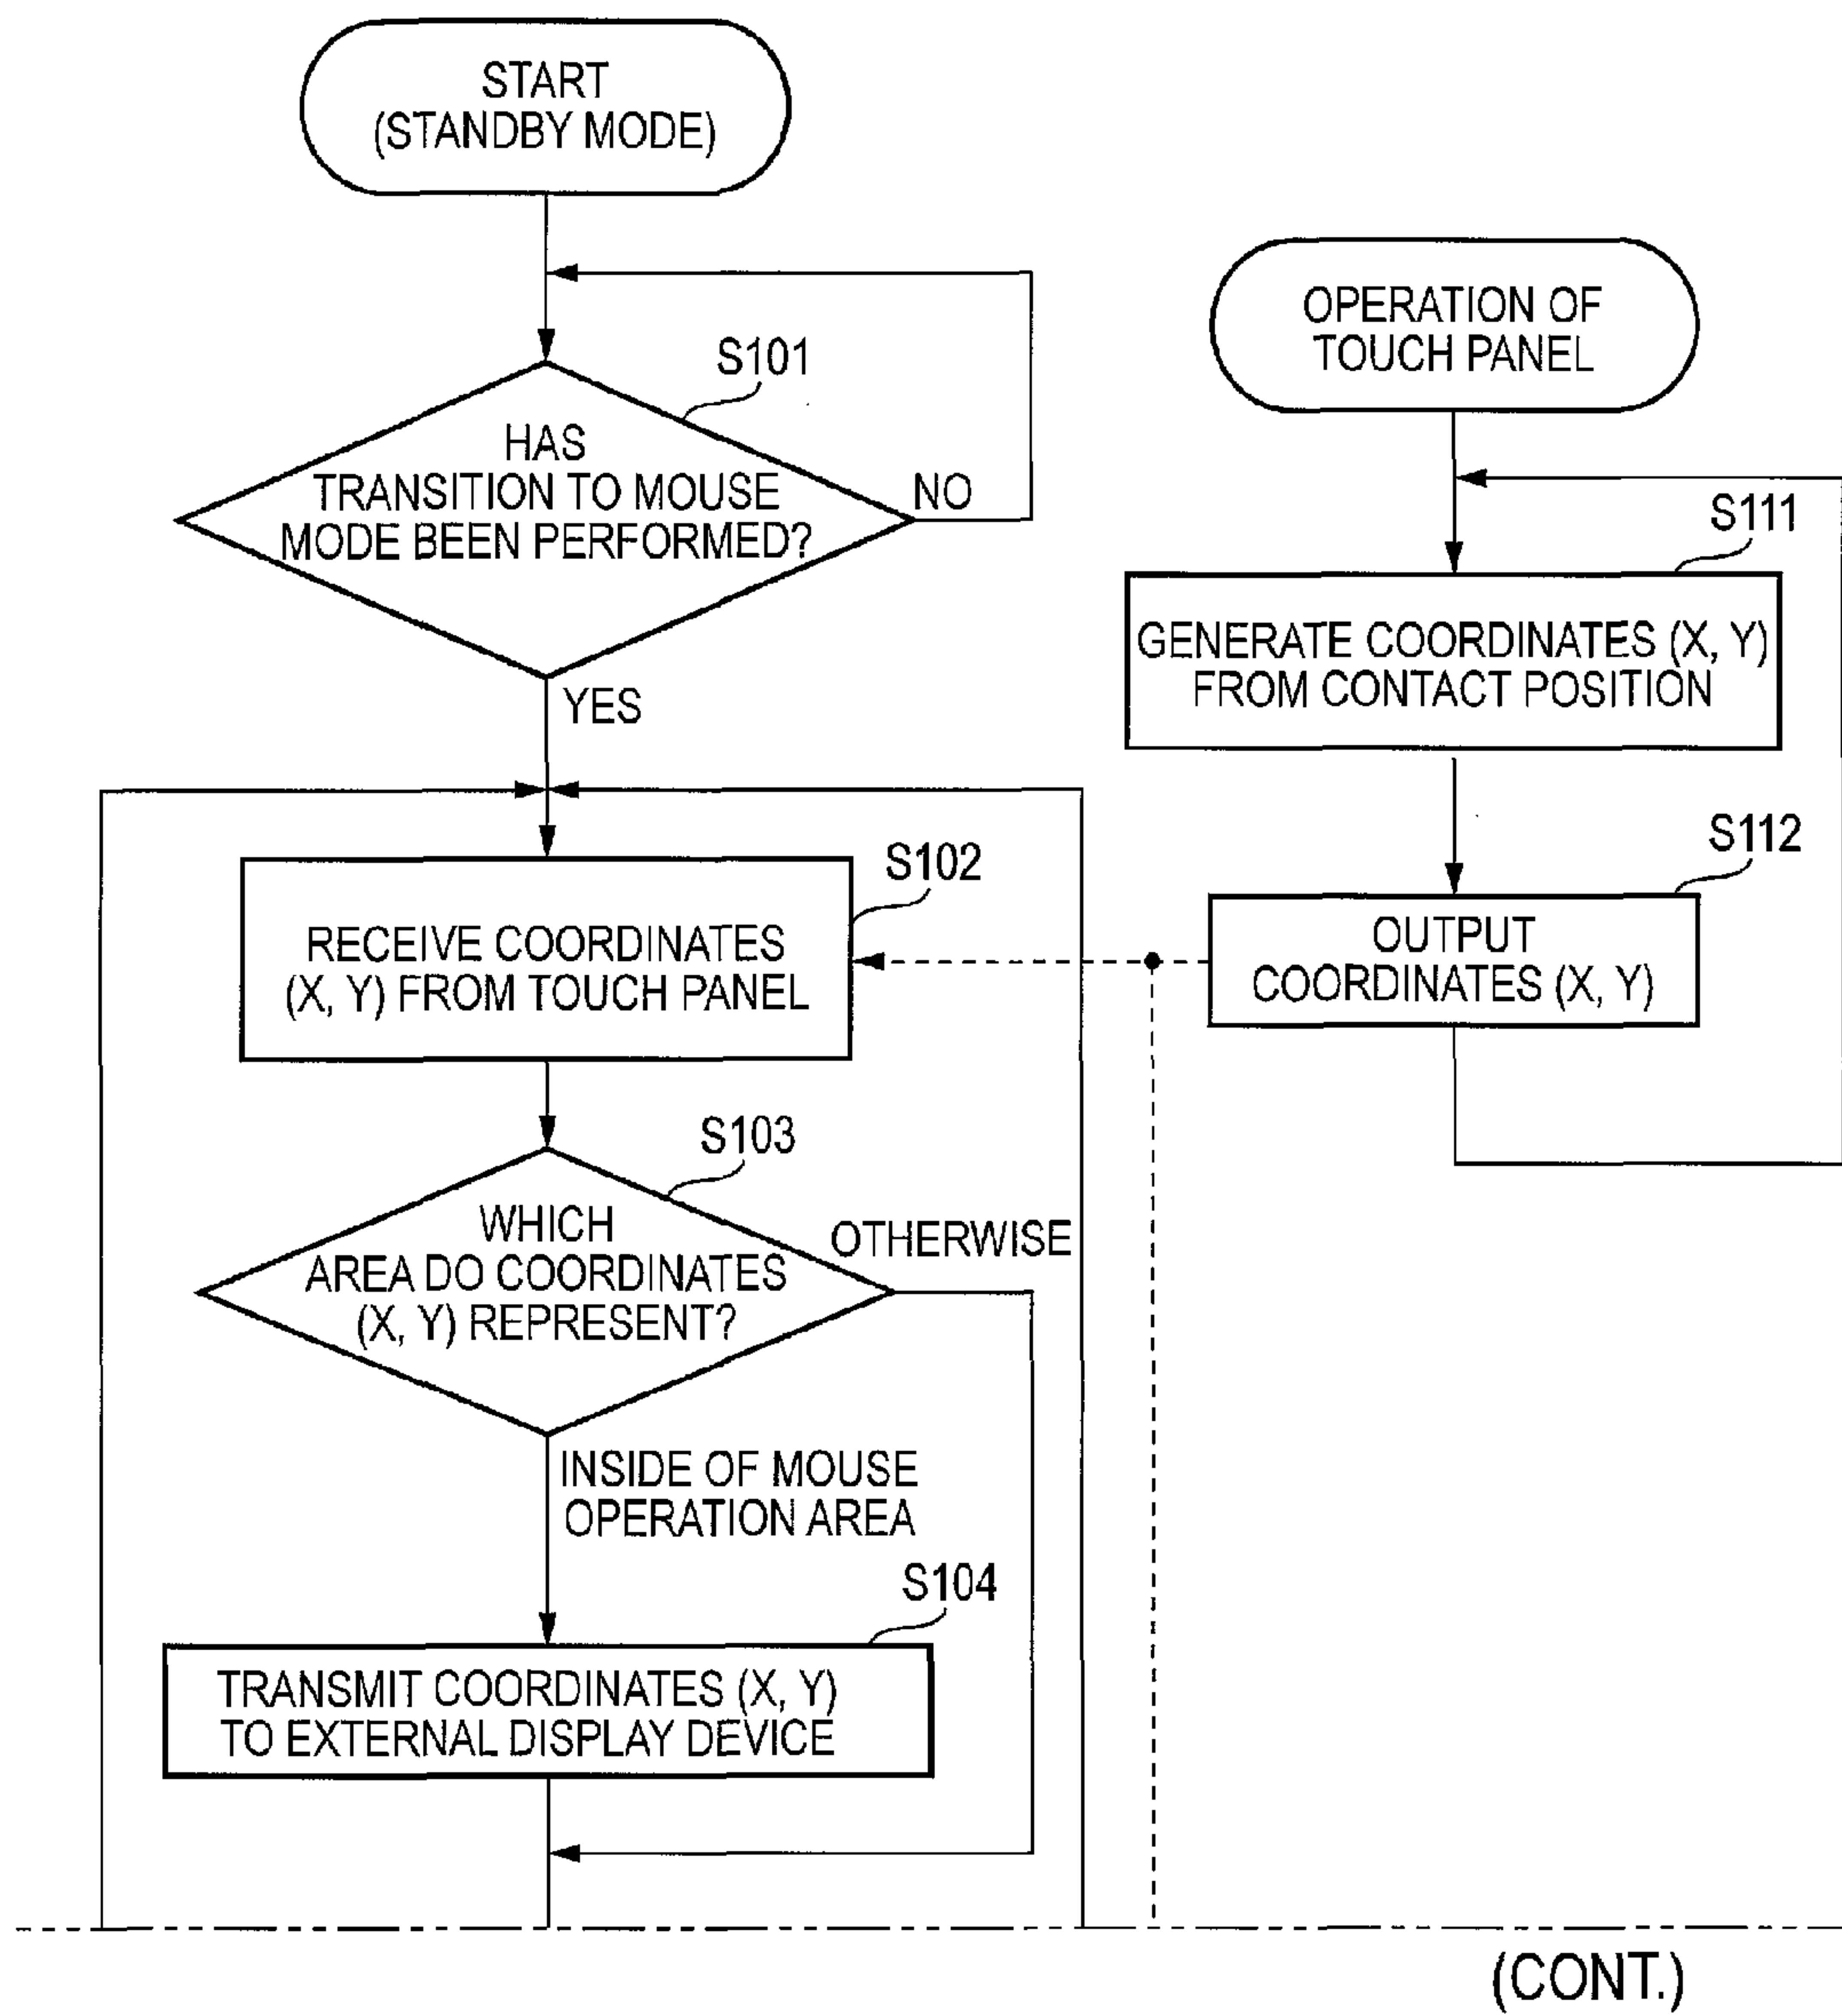 START
(STANDBY MODE)
S101
HAS
TRANSITION TO MOUSE
MODE BEEN PERFORMED?
NO
YES
S102
RECEIVE COORDINATES
(X, Y) FROM TOUCH PANEL
S103
WHICH
AREA DO COORDINATES
(X, Y) REPRESENT?
OTHERWISE
INSIDE OF MOUSE
OPERATION AREA
S104
TRANSMIT COORDINATES (X, Y)
TO EXTERNAL DISPLAY DEVICE
OPERATION OF
TOUCH PANEL
S111
GENERATE COORDINATES (X, Y)
FROM CONTACT POSITION
S112
OUTPUT
COORDINATES (X, Y)
(CONT.)